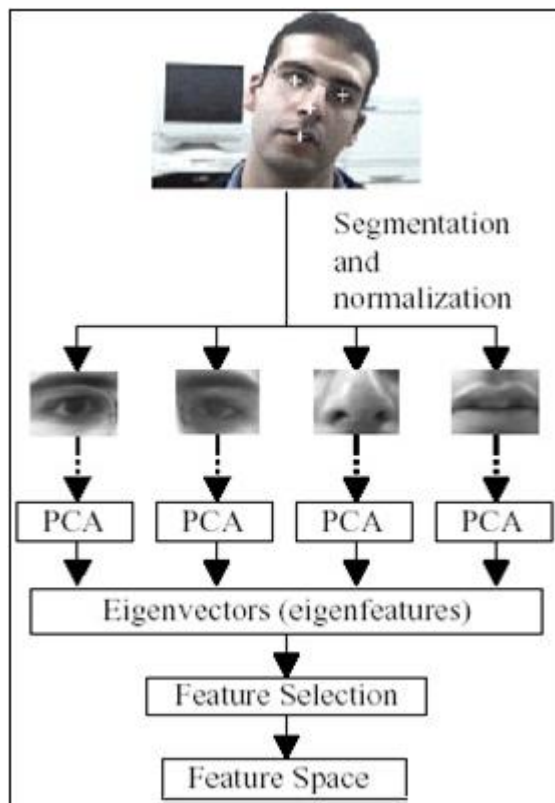 Segmentation
and
normalization
PCA PCA PCA PCA
Eigenvectors (eigenfeatures)
Feature Selection
Feature Space